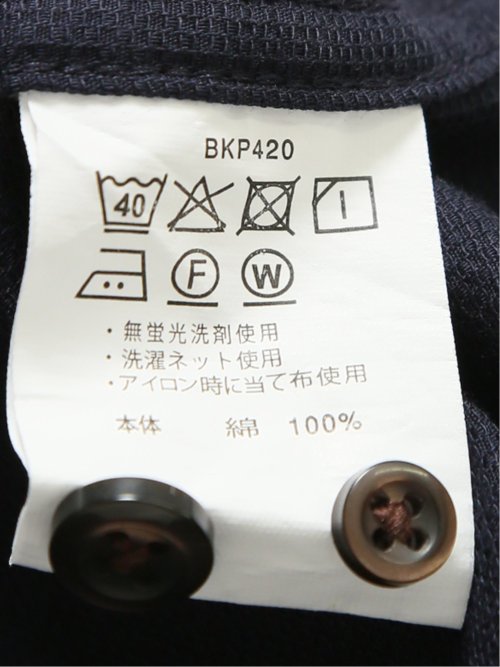 BKP420
40
F W
・無蛍光洗剤使用
・洗濯ネット使用
・アイロン時に当て布使用
本体 綿 100%